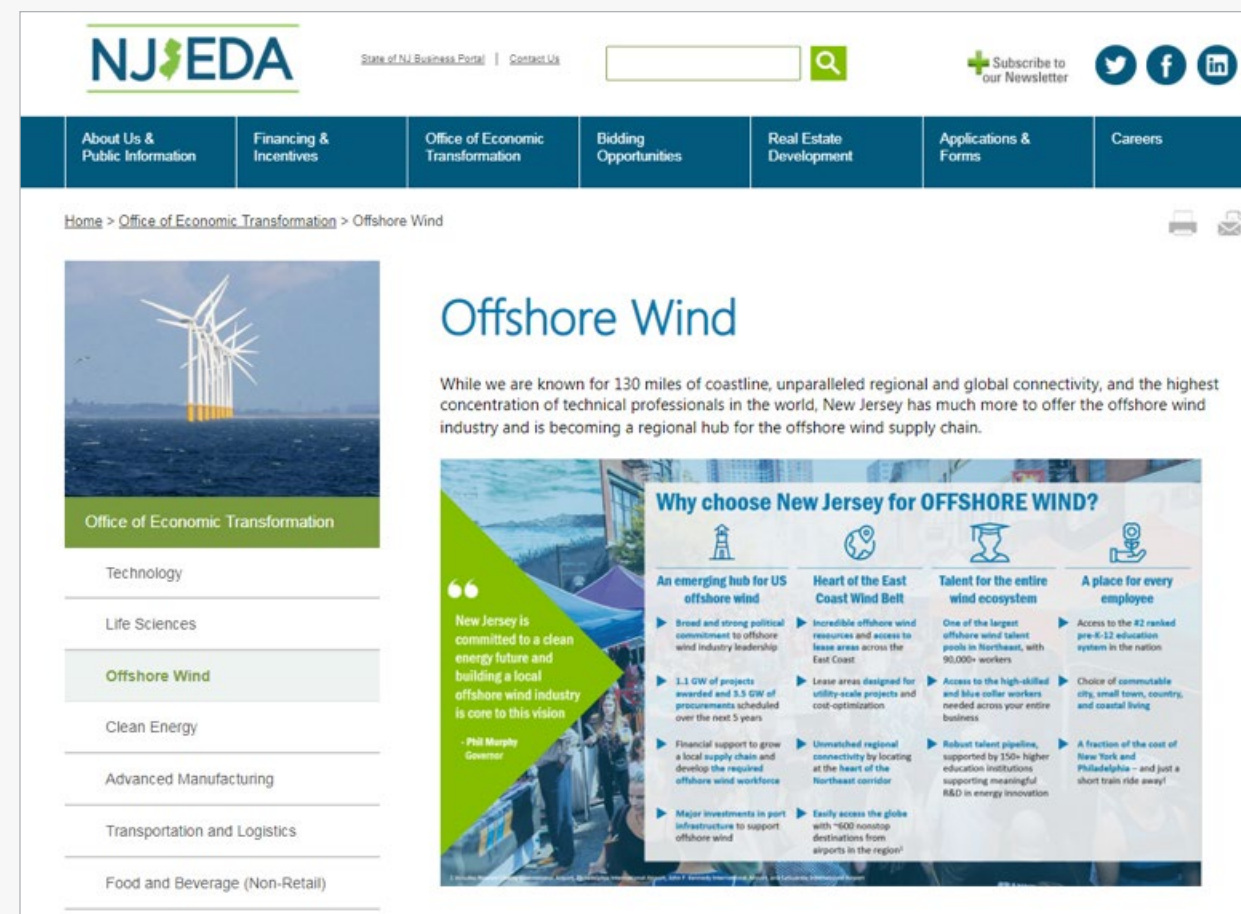 NJEDA
State of NJ Business Portal | Contact Us
Subscribe to
our Newsletter
About Us &
Public Information
Financing &
Incentives
Office of Economic
Transformation
Bidding
Opportunities
Real Estate
Development
Applications &
Forms
Careers
Home > Office of Economic Transformation > Offshore Wind
Office of Economic Transformation
Technology
Life Sciences
Offshore Wind
Clean Energy
Advanced Manufacturing
Transportation and Logistics
Food and Beverage (Non-Retail)
Offshore Wind
While we are known for 130 miles of coastline, unparalleled regional and global connectivity, and the highest
concentration of technical professionals in the world, New Jersey has much more to offer the offshore wind
industry and is becoming a regional hub for the offshore wind supply chain.
“
New Jersey is
committed to a clean
energy future and
building a local
offshore wind industry
is core to this vision
- Phil Murphy
Governor
Why choose New Jersey for OFFSHORE WIND?
An emerging hub for US
offshore wind
Broad and strong political
commitment to offshore
wind industry leadership
1.1 GW of projects
awarded and 3.5 GW of
procurements scheduled
over the next 5 years
Financial support to grow
a local supply chain and
develop the required
offshore wind workforce
Major investments in port
infrastructure to support
offshore wind
Heart of the East
Coast Wind Belt
Incredible offshore wind
resources and access to
lease areas across the
East Coast
Lease areas designed for
utility-scale projects and
cost-optimization
Unmatched regional
connectivity by locating
at the heart of the
Northeast corridor
Easily access the globe
with ~600 nonstop
destinations from
airports in the region¹
Talent for the entire
wind ecosystem
One of the largest
offshore wind talent
pools in Northeast, with
90,000+ workers
Access to the high-skilled
and blue collar workers
needed across your entire
business
Robust talent pipeline,
supported by 150+ higher
education institutions
supporting meaningful
R&D in energy innovation
A place for every
employee
Access to the #2 ranked
pre-K-12 education
system in the nation
Choice of commutable
city, small town, country,
and coastal living
A fraction of the cost of
New York and
Philadelphia – and just a
short train ride away!